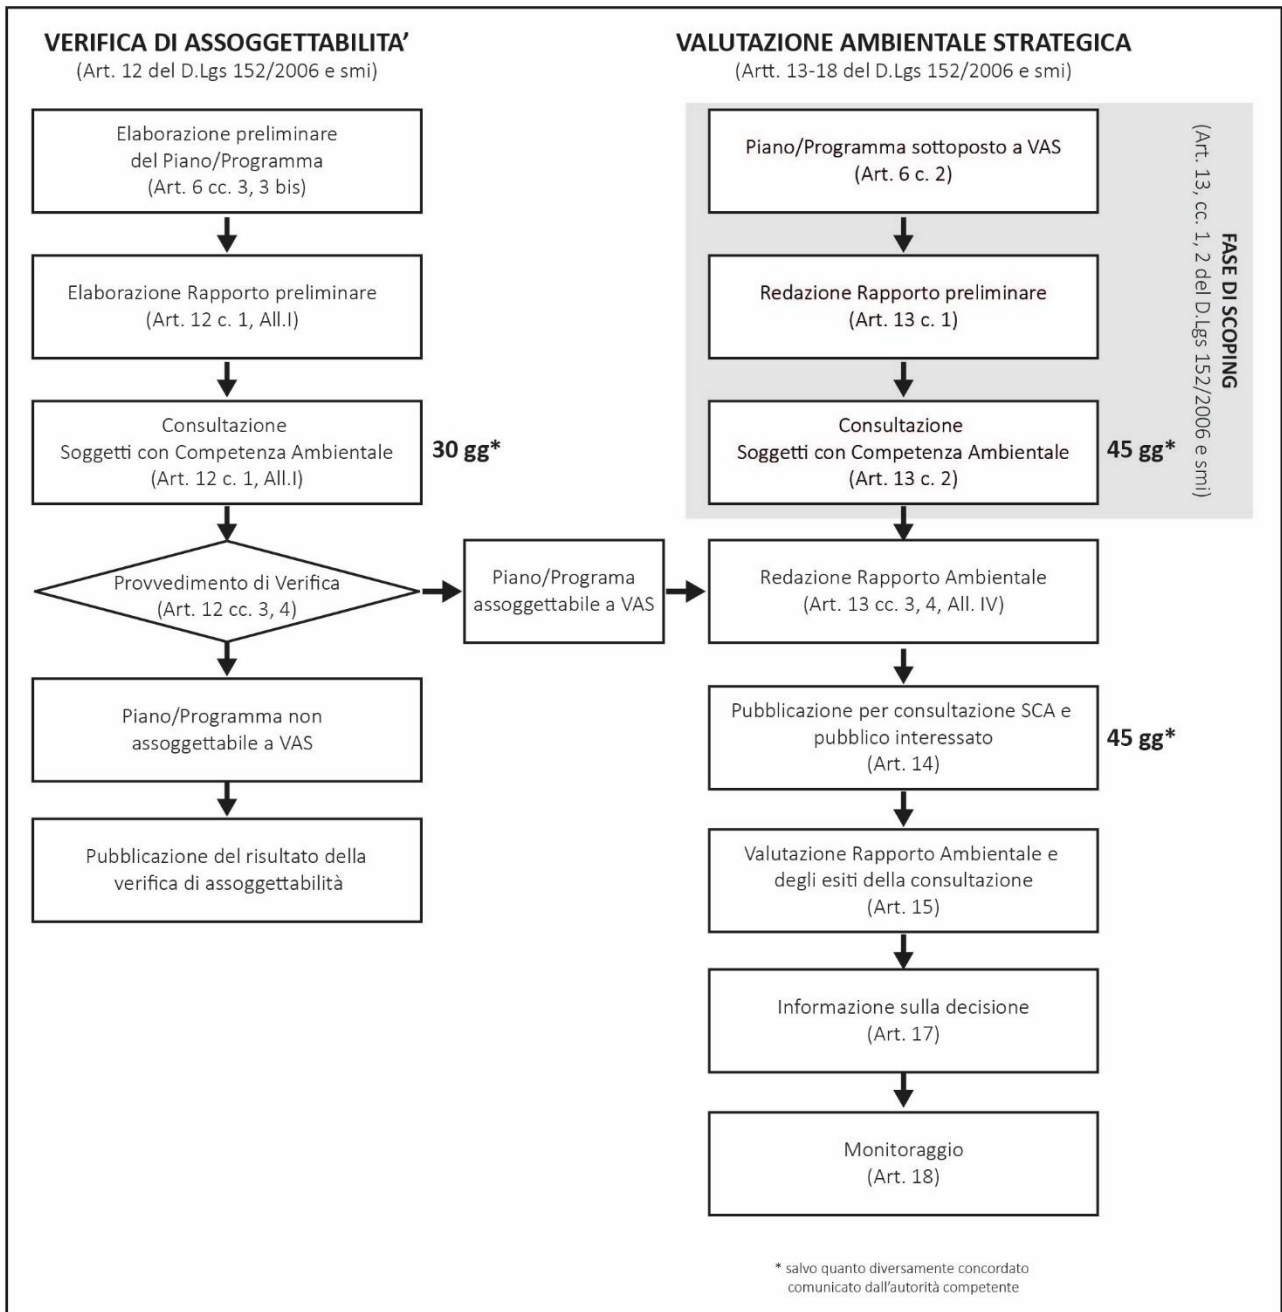 VERIFICA DI ASSOGGETTABILITA’
(Art. 12 del D.Lgs 152/2006 e smi)
Elaborazione preliminare
del Piano/Programma
(Art. 6 cc. 3, 3 bis)
Elaborazione Rapporto preliminare
(Art. 12 c. 1, All.I)
Consultazione
Soggetti con Competenza Ambientale
(Art. 12 c. 1, All.I)
30 gg*
Provvedimento di Verifica
(Art. 12 cc. 3, 4)
Piano/Programa
assoggettabile a VAS
Piano/Programma non
assoggettabile a VAS
Pubblicazione del risultato della
verifica di assoggettabilità
VALUTAZIONE AMBIENTALE STRATEGICA
(Artt. 13-18 del D.Lgs 152/2006 e smi)
FASE DI SCOPING
(Art. 13, cc. 1, 2 del D.Lgs 152/2006 e smi)
Piano/Programma sottoposto a VAS
(Art. 6 c. 2)
Redazione Rapporto preliminare
(Art. 13 c. 1)
Consultazione
Soggetti con Competenza Ambientale
(Art. 13 c. 2)
45 gg*
Redazione Rapporto Ambientale
(Art. 13 cc. 3, 4, All. IV)
Pubblicazione per consultazione SCA e
pubblico interessato
(Art. 14)
45 gg*
Valutazione Rapporto Ambientale e
degli esiti della consultazione
(Art. 15)
Informazione sulla decisione
(Art. 17)
Monitoraggio
(Art. 18)
* salvo quanto diversamente concordato
comunicato dall’autorità competente